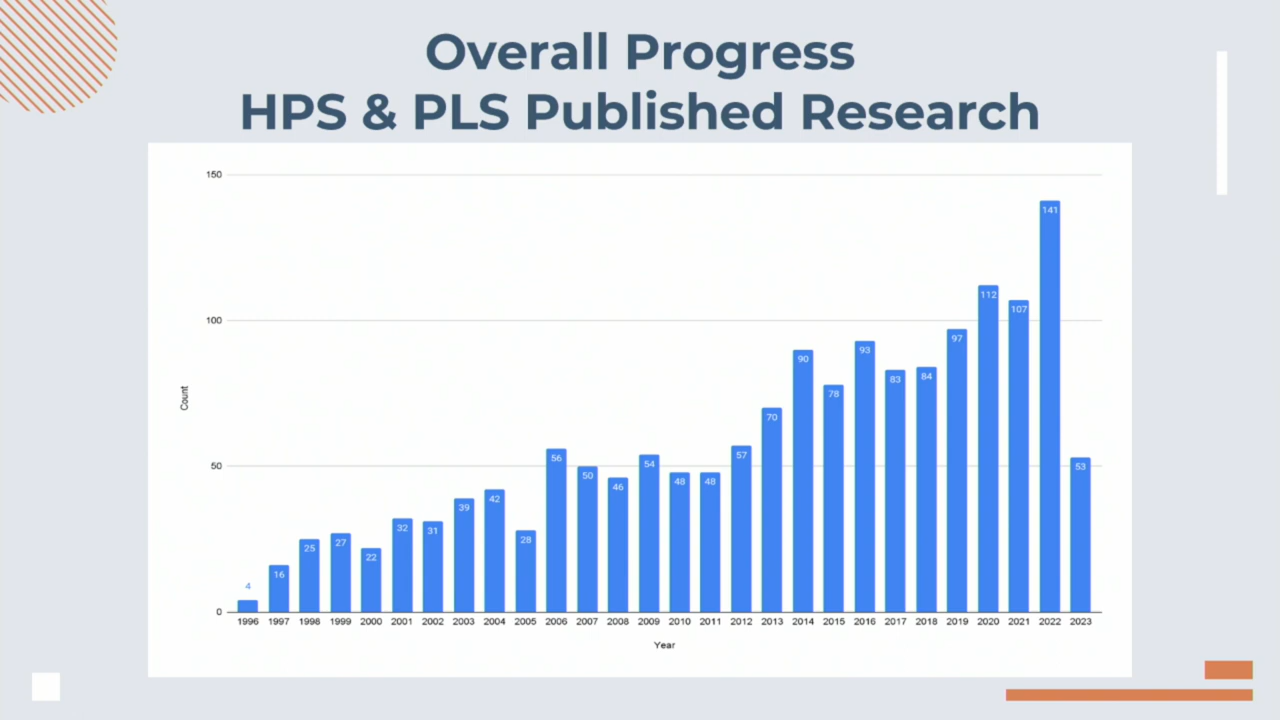 Overall Progress
HPS & PLS Published Research
150
100
50
0
Count
4 16 25 27 22 32 31 39 42 28 56 50 46 54 48 48 57 70 90 78 93 83 84 97 112 107 141 53
1996 1997 1998 1999 2000 2001 2002 2003 2004 2005 2006 2007 2008 2009 2010 2011 2012 2013 2014 2015 2016 2017 2018 2019 2020 2021 2022 2023
Year